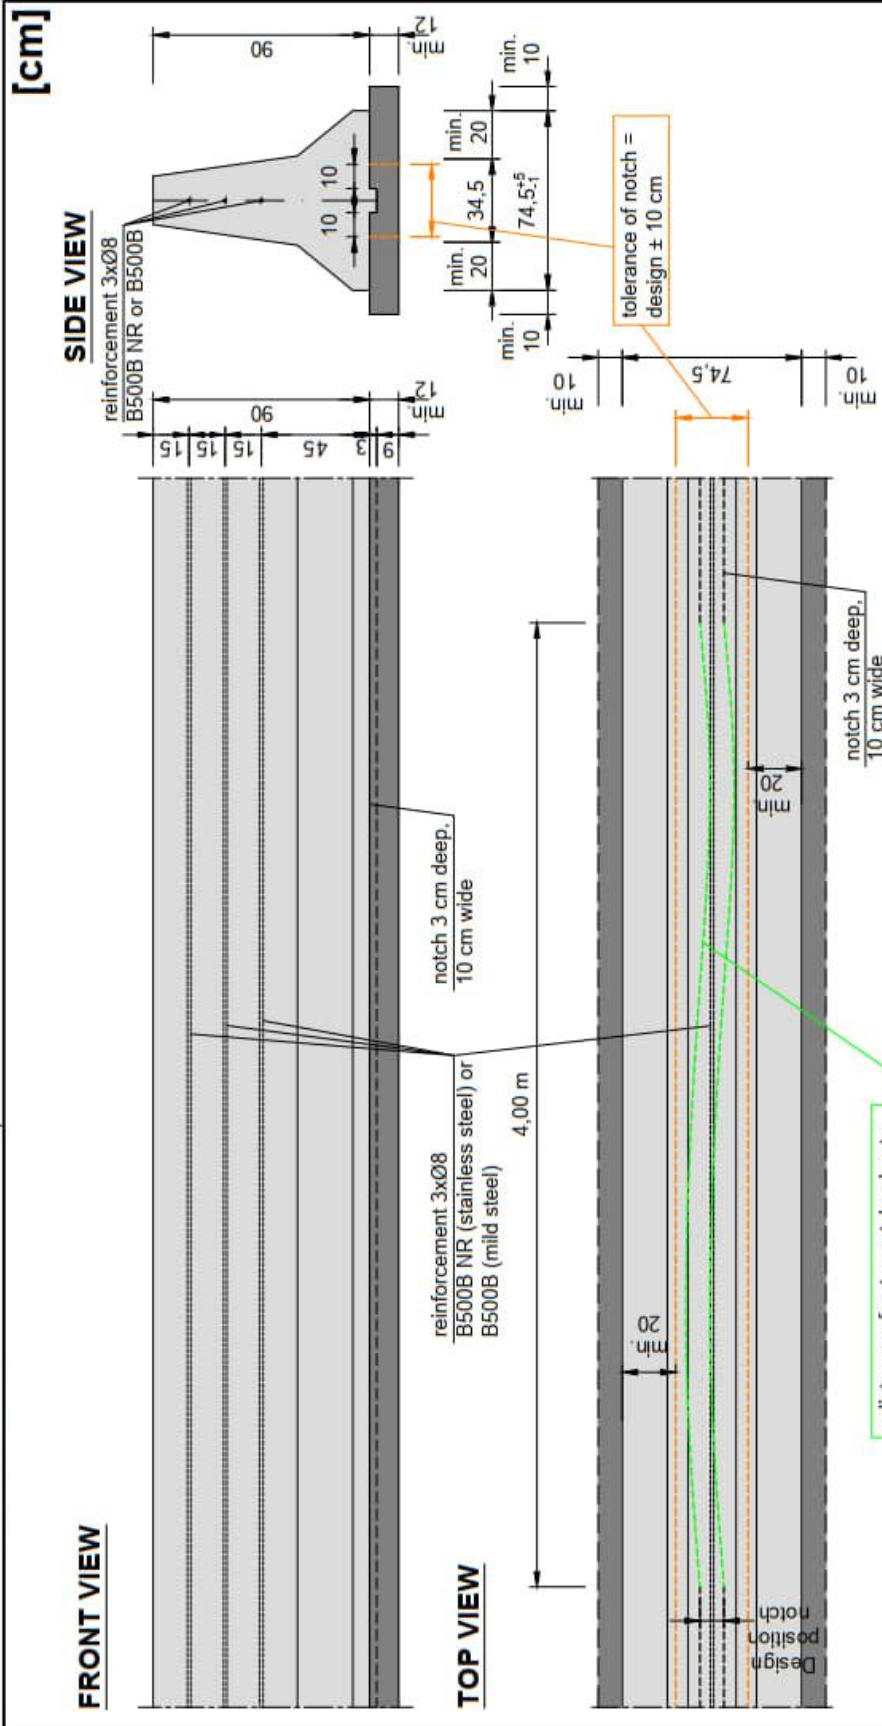 [cm]
FRONT VIEW
SIDE VIEW
reinforcement 3xØ8
B500B NR or B500B
15
15
15
45
3
9
90
min.
12
90
min.
12
10
10
min.
10
min.
20
34,5
min.
20
min.
10
74,5+5-1
tolerance of notch =
design ± 10 cm
notch 3 cm deep,
10 cm wide
reinforcement 3xØ8
B500B NR (stainless steel) or
B500B (mild steel)
TOP VIEW
4,00 m
min.
20
min.
20
min.
10
74,5
min.
10
Design
position
notch
notch 3 cm deep,
10 cm wide